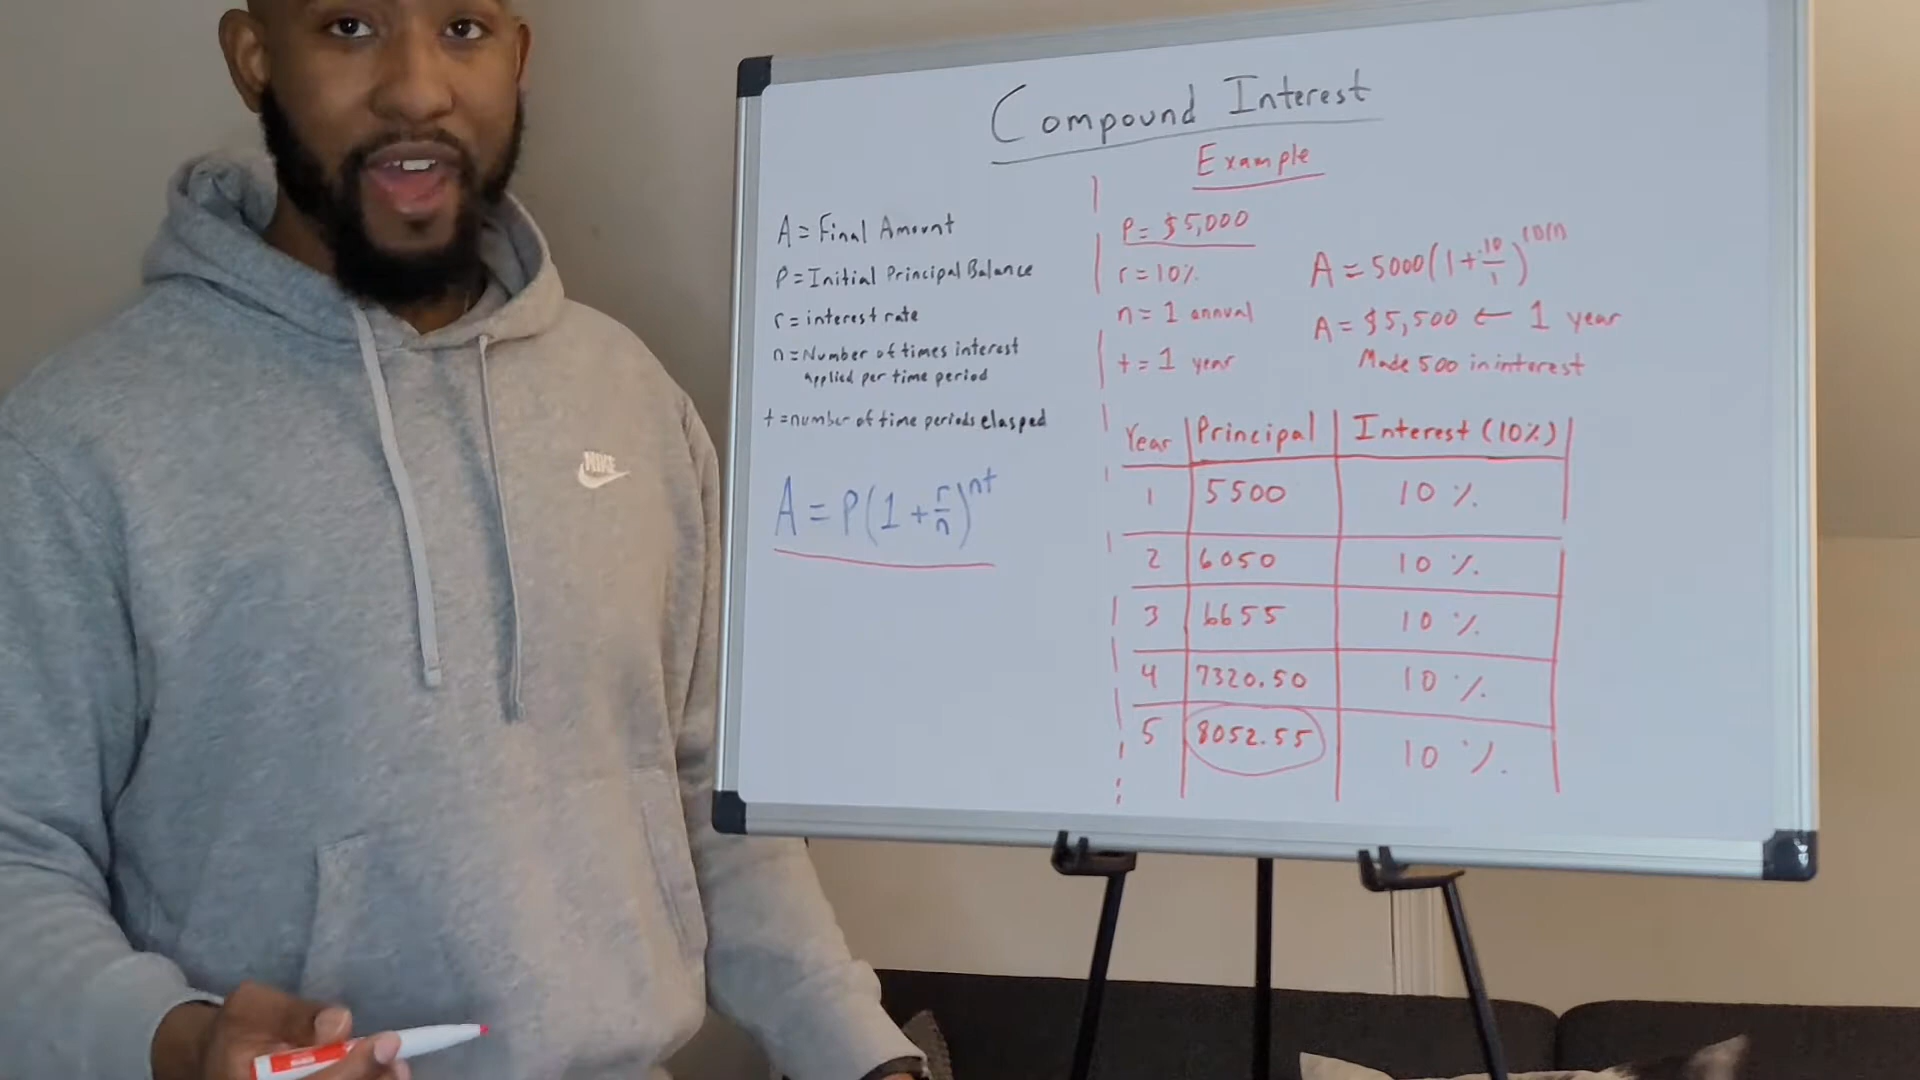 Compound Interest
Example
A = Final Amount
P = Initial Principal Balance
r = interest rate
n = Number of times interest
applied per time period
t = number of time periods elasped
A = P(1 + r/n)^nt
P = $5,000
r = 10%
n = 1 annual
t = 1 year
A = 5000(1 + .10/1)^(1)(1)
A = $5,500 ← 1 year
Made 500 in interest
Year Principal Interest (10%)
1 5500 10%
2 6050 10%
3 6655 10%
4 7320.50 10%
5 8052.55 10%
NIKE